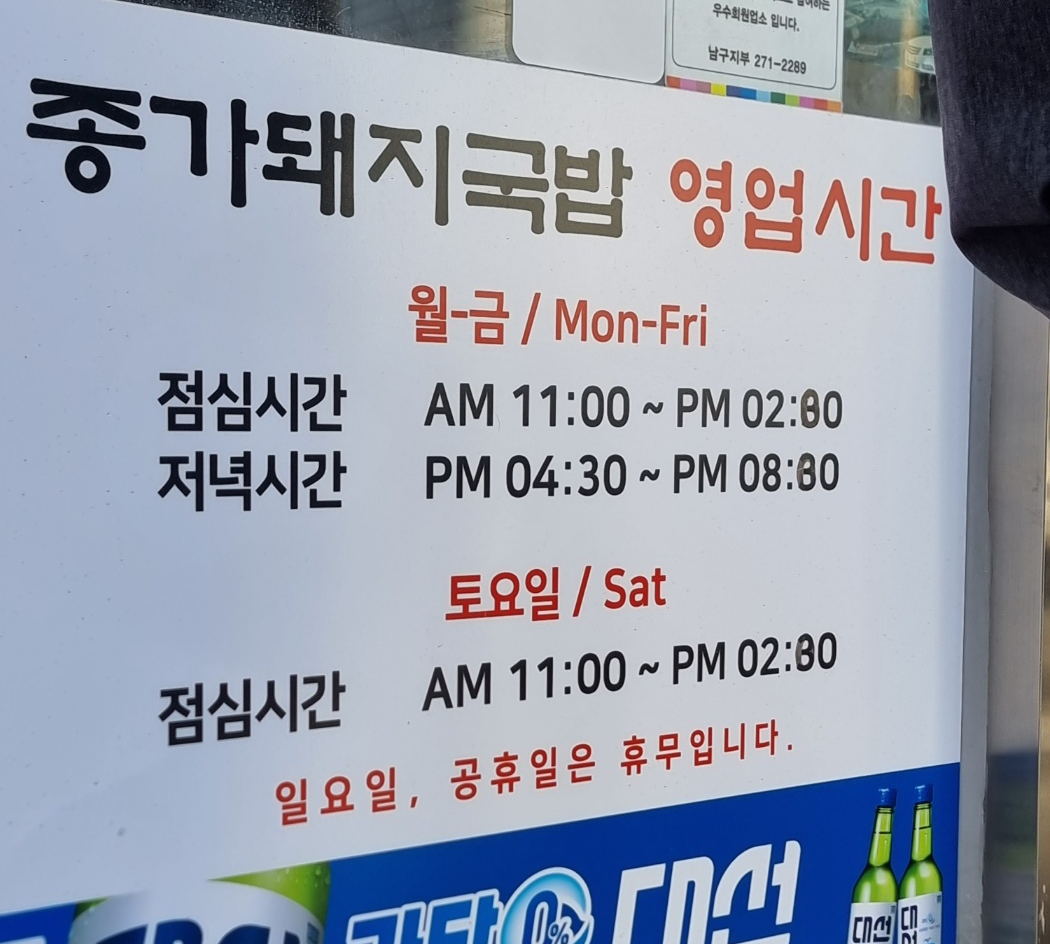 우수회원업소 입니다.
남구지부 271-2289
종가돼지국밥 영업시간
월-금 / Mon-Fri
점심시간 AM 11:00 ~ PM 02:00
저녁시간 PM 04:30 ~ PM 08:00
토요일 / Sat
점심시간 AM 11:00 ~ PM 02:00
일요일, 공휴일은 휴무입니다.
0%
대선
대선